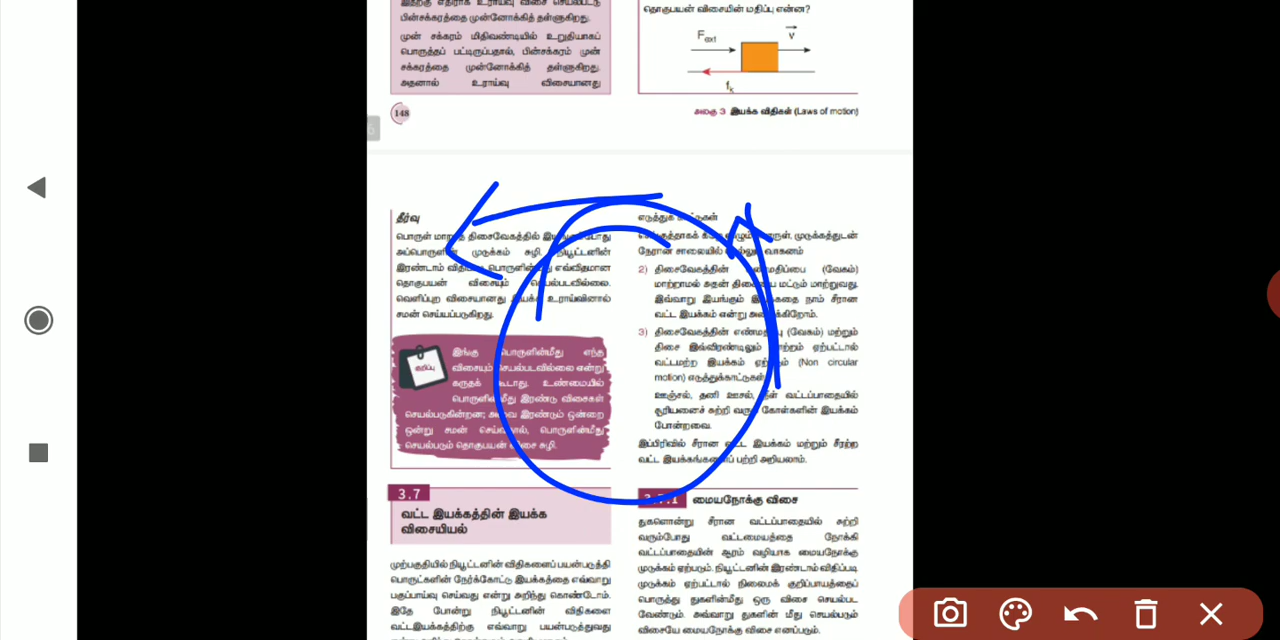 இதற்கு எதிராக உராய்வு விசை செயல்பட்டு
பின்சக்கரத்தை முன்னோக்கித் தள்ளுகிறது.
முன் சக்கரம் மிதிவண்டியில் உறுதியாகப்
பொருத்தப் பட்டிருப்பதால், பின்சக்கரம் முன்
சக்கரத்தை முன்னோக்கித் தள்ளுகிறது.
அதனால் உராய்வு விசையானது
148
தொகுபயன் விசையின் மதிப்பு என்ன?
Fext
v
fk
அலகு 3 இயக்க விதிகள் (Laws of motion)
தீர்வு
பொருள் மாறாத திசைவேகத்தில்
அப்பொருளின் முடுக்கம் சுழி. நியூட்டனின்
இரண்டாம் பொருளின்மீது எவ்விதமான
தொகுபயன் விசையும் செயல்படவில்லை.
வெளிப்புற விசையானது இயக்க உராய்வினால்
சமன் செய்யப்படுகிறது.
குறிப்பு
இங்கு பொருளின்மீது எந்த
விசையும் செயல்படவில்லை என்று
கருதக் கூடாது. உண்மையில்
பொருளின் மீது இரண்டு விசைகள்
செயல்படுகின்றன; அவை இரண்டும் ஒன்றை
ஒன்று சமன் செய்வதால், பொருளின்மீது
செயல்படும் தொகுபயன் விசை சுழி.
3.7
வட்ட இயக்கத்தின் இயக்க
விசையியல்
முற்பகுதியில் நியூட்டனின் விதிகளைப் பயன்படுத்தி
பொருட்களின் நேர்க்கோட்டு இயக்கத்தை எவ்வாறு
பகுப்பாய்வு செய்வது என்று அறிந்து கொண்டோம்.
இதே போன்று நியூட்டனின் விதிகளை
வட்டஇயக்கத்திற்கு எவ்வாறு பயன்படுத்துவது
எடுத்துக் காட்டுகள்
முடுக்கத்துடன்
நேரான சாலையில் செல்லும் வாகனம்
2) திசைவேகத்தின் எண்மதிப்பை (வேகம்)
மாற்றாமல் அதன் திசையை மட்டும் மாற்றுவது.
இவ்வாறு இயங்கும் இயக்கதை நாம் சீரான
வட்ட இயக்கம் என்று அழைக்கிறோம்.
3) திசைவேகத்தின் எண்மதிப்பு (வேகம்) மற்றும்
திசை இவ்விரண்டிலும் மாற்றம் ஏற்பட்டால்
வட்டமற்ற இயக்கம் ஏற்படும் (Non circular
motion) எடுத்துக்காட்டுகள்
ஊஞ்சல், தனி ஊசல், நீள் வட்டப்பாதையில்
சூரியனைச் சுற்றி வரும் கோள்களின் இயக்கம்
போன்றவை.
இப்பிரிவில் சீரான வட்ட இயக்கம் மற்றும் சீரற்ற
வட்ட இயக்கங்களைப் பற்றி அறியலாம்.
3.7.1 மையநோக்கு விசை
துகளொன்று சீரான வட்டப்பாதையில் சுற்றி
வரும்போது வட்டமையத்தை நோக்கி
வட்டப்பாதையின் ஆரம் வழியாக மையநோக்கு
முடுக்கம் ஏற்படும். நியூட்டனின் இரண்டாம் விதிப்படி
முடுக்கம் ஏற்பட்டால் நிலைமக் குறிப்பாயத்தைப்
பொருத்து துகளின்மீது ஒரு விசை செயல்பட
வேண்டும். அவ்வாறு துகளின் மீது செயல்படும்
விசையே மையநோக்கு விசை எனப்படும்.